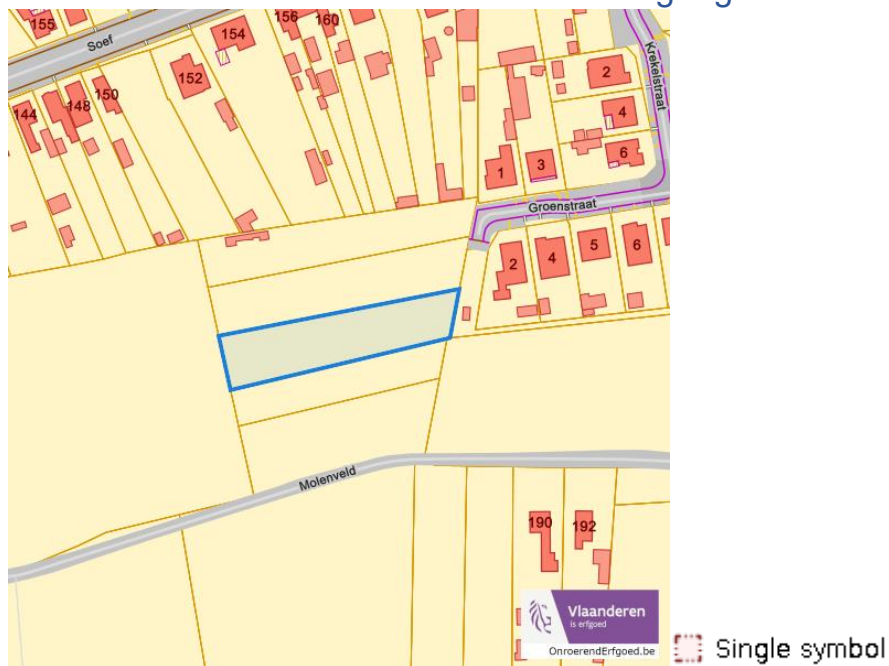 155
Soef
154
156
160
152
144
148
150
2
4
6
Krekelstraat
1
3
Groenstraat
2
4
5
6
Molenveld
190
192
Vlaanderen
is erfgoed
OnroerendErfgoed.be
Single symbol